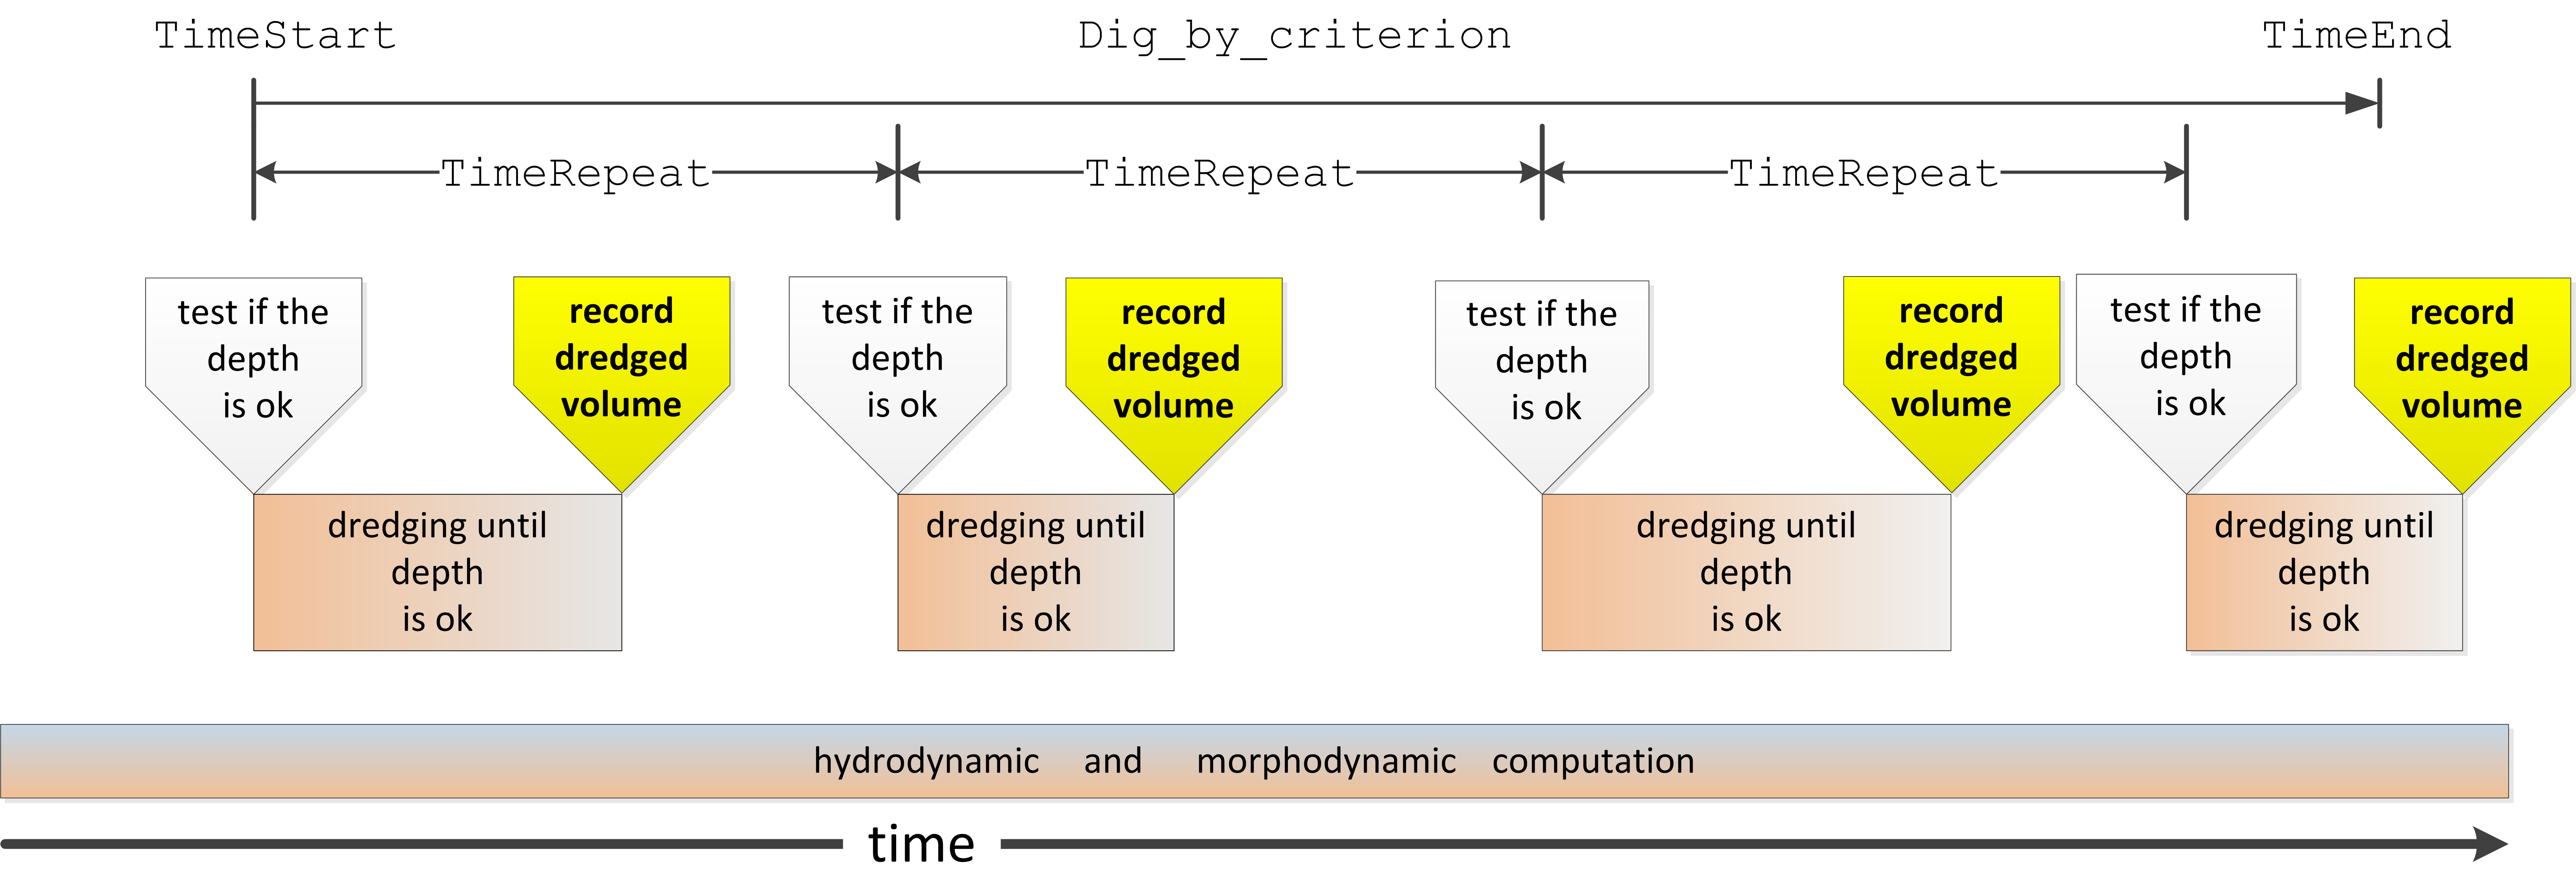 TimeStart
Dig_by_criterion
TimeEnd
TimeRepeat
TimeRepeat
TimeRepeat
test if the
depth
is ok
record
dredged
volume
test if the
depth
is ok
record
dredged
volume
test if the
depth
is ok
record
dredged
volume
test if the
depth
is ok
record
dredged
volume
dredging until
depth
is ok
dredging until
depth
is ok
dredging until
depth
is ok
dredging until
depth
is ok
hydrodynamic and morphodynamic computation
time